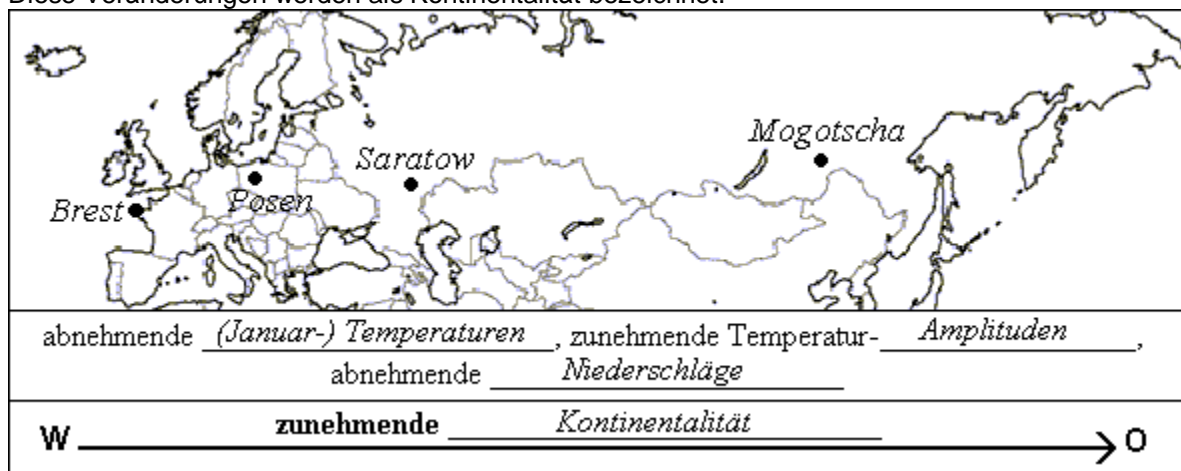 Diese Veränderungen werden als Kontinentalität bezeichnet.
Mogotscha
Saratow
Posen
Brest
abnehmende (Januar-) Temperaturen, zunehmende Temperatur- Amplituden,
abnehmende Niederschläge
zunehmende Kontinentalität
W O